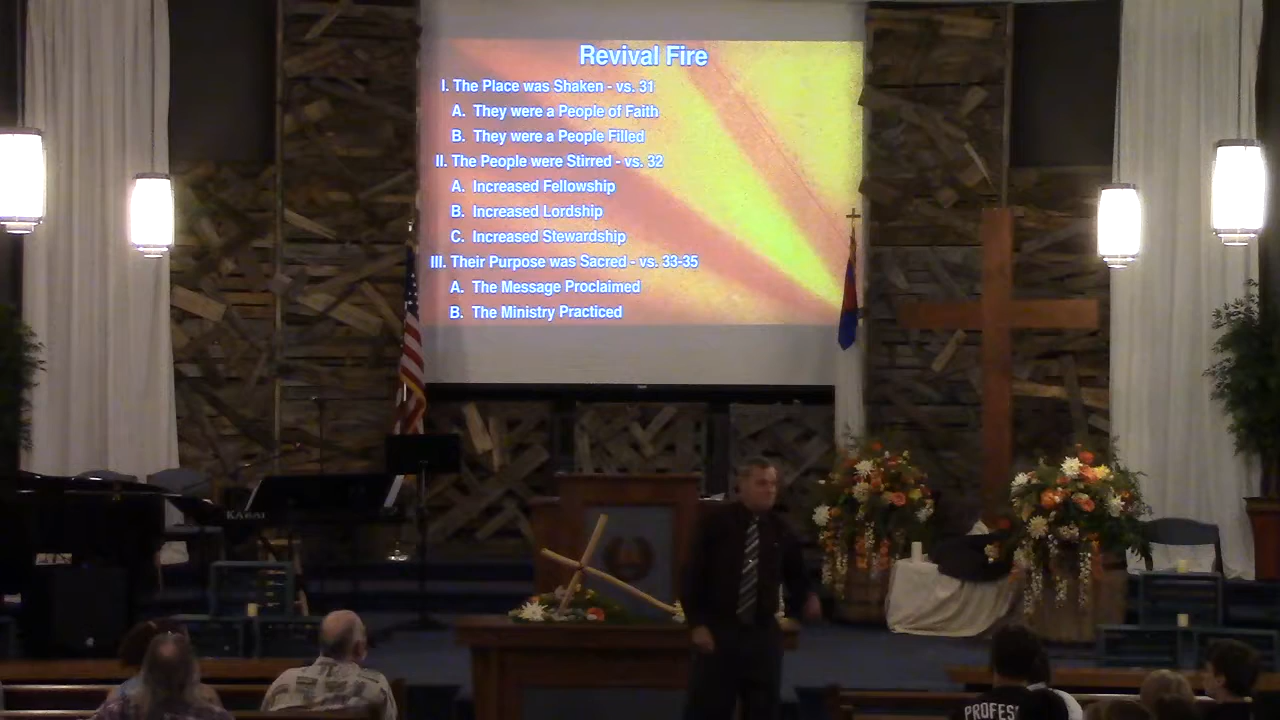 Revival Fire
I. The Place was Shaken - vs. 31
A. They were a People of Faith
B. They were a People Filled
II. The People were Stirred - vs. 32
A. Increased Fellowship
B. Increased Lordship
C. Increased Stewardship
III. Their Purpose was Sacred - vs. 33-35
A. The Message Proclaimed
B. The Ministry Practiced
KAWAI